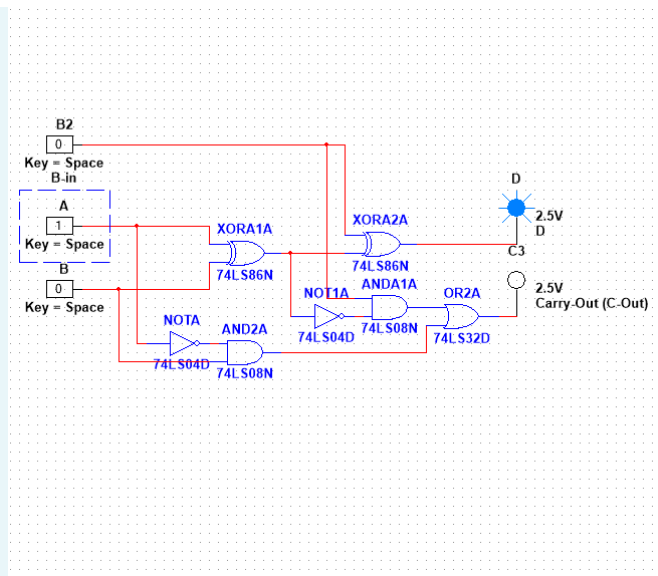 B2
0
Key = Space
B-in
A
1
Key = Space
B
0
Key = Space
XORA1A
74LS86N
NOTA
74LS04D
AND2A
74LS08N
XORA2A
74LS86N
NOT1A
74LS04D
ANDA1A
74LS08N
OR2A
74LS32D
D
2.5V
D
C3
2.5V
Carry-Out (C-Out)